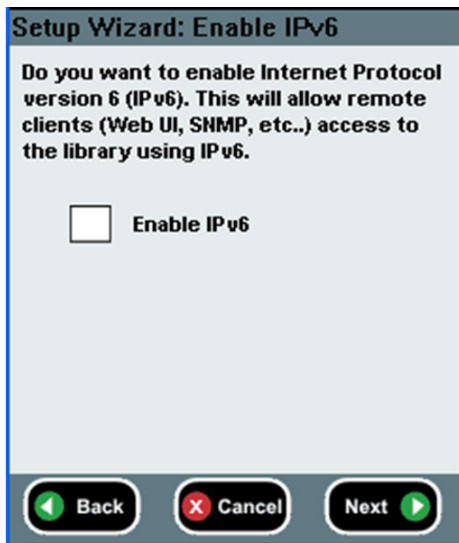 Setup Wizard: Enable IPv6
Do you want to enable Internet Protocol
version 6 (IPv6). This will allow remote
clients (Web UI, SNMP, etc..) access to
the library using IPv6.
Enable IPv6
Back Cancel Next